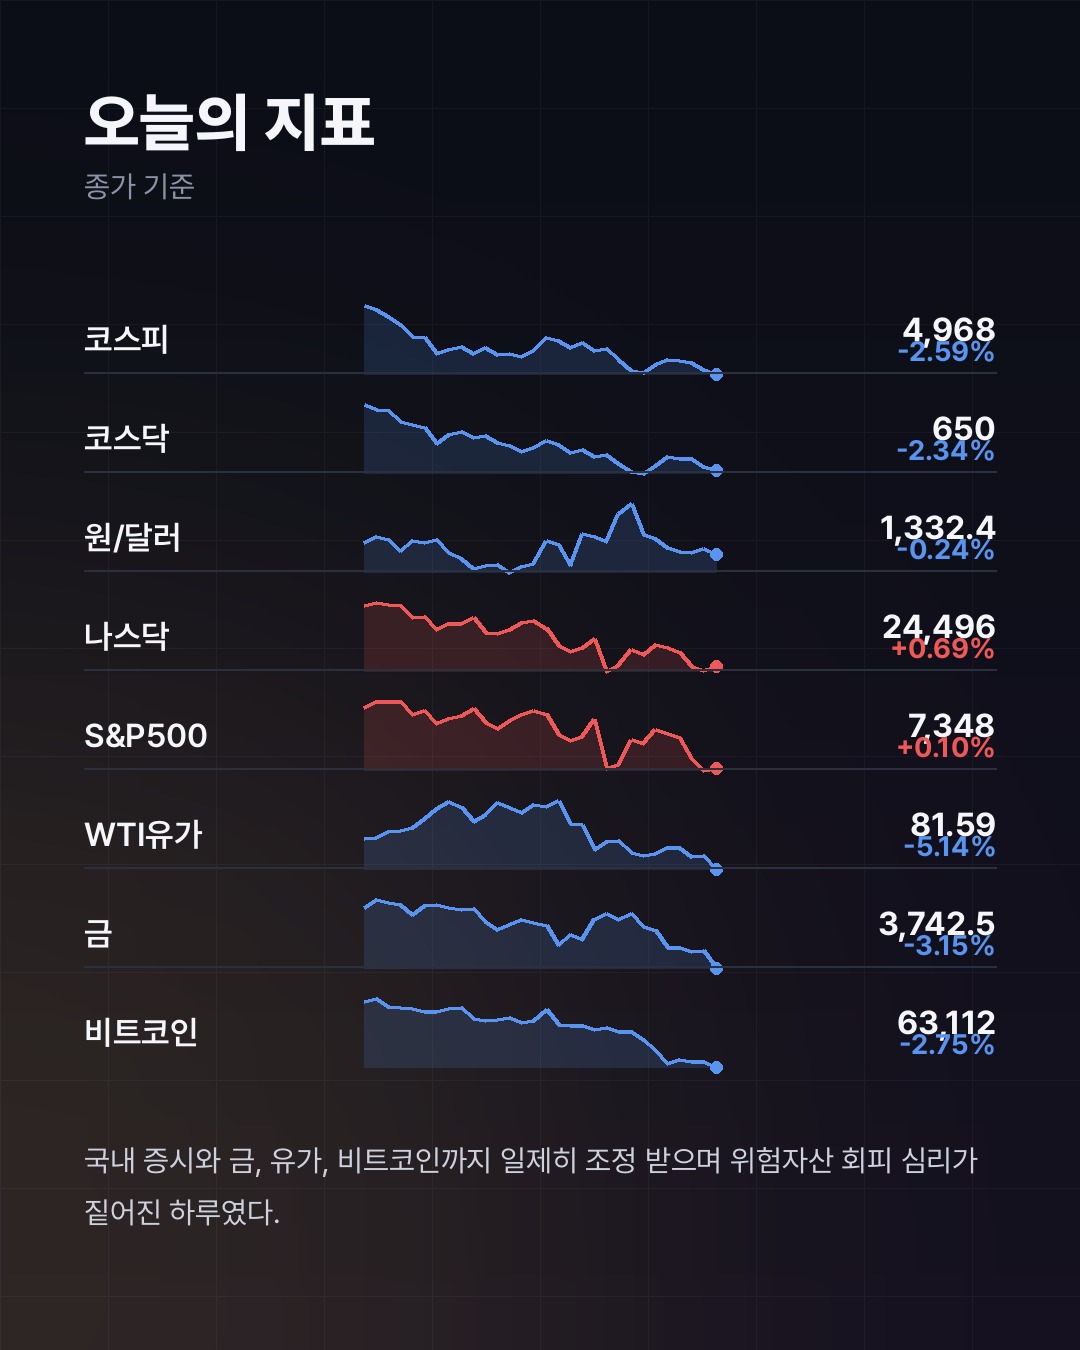 오늘의 지표
종가 기준
코스피
4,968
-2.59%
코스닥
650
-2.34%
원/달러
1,332.4
-0.24%
나스닥
24,496
+0.69%
S&P500
7,348
+0.10%
WTI유가
81.59
-5.14%
금
3,742.5
-3.15%
비트코인
63,112
-2.75%
국내 증시와 금, 유가, 비트코인까지 일제히 조정 받으며 위험자산 회피 심리가
짙어진 하루였다.